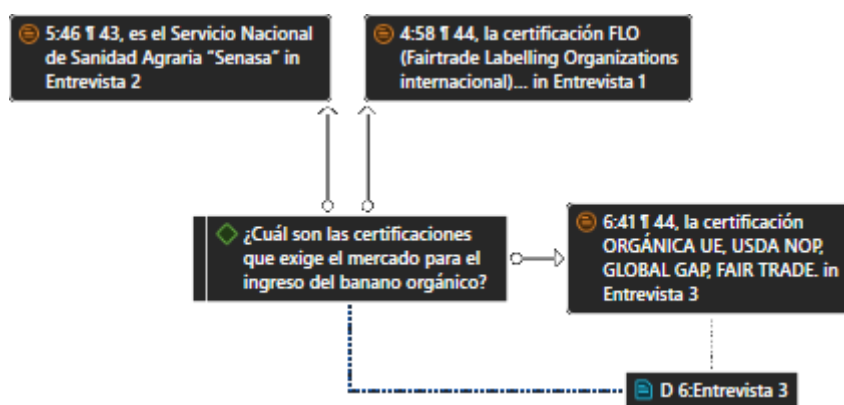 5:46 ¶ 43, es el Servicio Nacional
de Sanidad Agraria “Senasa” in
Entrevista 2
4:58 ¶ 44, la certificación FLO
(Fairtrade Labelling Organizations
internacional)... in Entrevista 1
¿Cuál son las certificaciones
que exige el mercado para el
ingreso del banano orgánico?
6:41 ¶ 44, la certificación
ORGÁNICA UE, USDA NOP,
GLOBAL GAP, FAIR TRADE. in
Entrevista 3
D 6:Entrevista 3